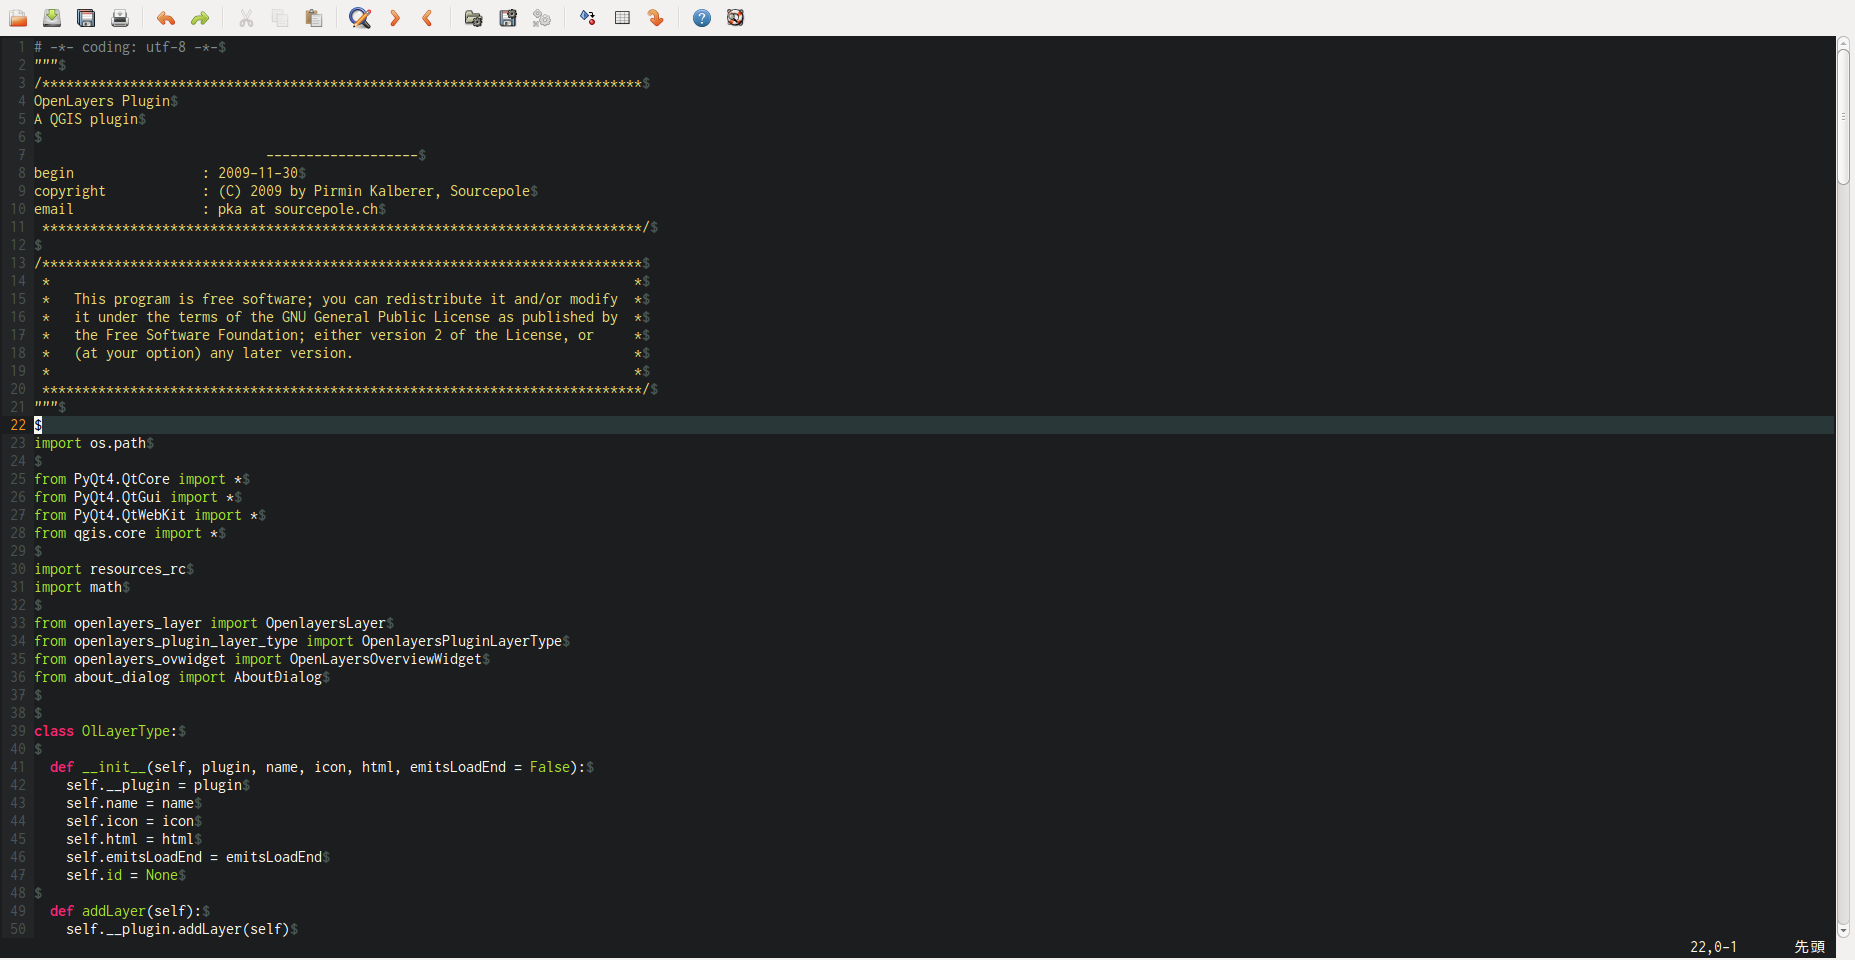 1 # -*- coding: utf-8 -*-$
2 """$
3 /***************************************************************************$
4 OpenLayers Plugin$
5 A QGIS plugin$
6 $
7                              -------------------$
8 begin                : 2009-11-30$
9 copyright            : (C) 2009 by Pirmin Kalberer, Sourcepole$
10 email                : pka at sourcepole.ch$
11  ***************************************************************************/$
12 $
13 /***************************************************************************$
14  *                                                                         *$
15  *   This program is free software; you can redistribute it and/or modify  *$
16  *   it under the terms of the GNU General Public License as published by  *$
17  *   the Free Software Foundation; either version 2 of the License, or     *$
18  *   (at your option) any later version.                                   *$
19  *                                                                         *$
20  ***************************************************************************/$
21 """$
22 $
23 import os.path$
24 $
25 from PyQt4.QtCore import *$
26 from PyQt4.QtGui import *$
27 from PyQt4.QtWebKit import *$
28 from qgis.core import *$
29 $
30 import resources_rc$
31 import math$
32 $
33 from openlayers_layer import OpenlayersLayer$
34 from openlayers_plugin_layer_type import OpenlayersPluginLayerType$
35 from openlayers_ovwidget import OpenLayersOverviewWidget$
36 from about_dialog import AboutDialog$
37 $
38 $
39 class OlLayerType:$
40 $
41   def __init__(self, plugin, name, icon, html, emitsLoadEnd = False):$
42     self.__plugin = plugin$
43     self.name = name$
44     self.icon = icon$
45     self.html = html$
46     self.emitsLoadEnd = emitsLoadEnd$
47     self.id = None$
48 $
49   def addLayer(self):$
50     self.__plugin.addLayer(self)$
22,0-1 先頭